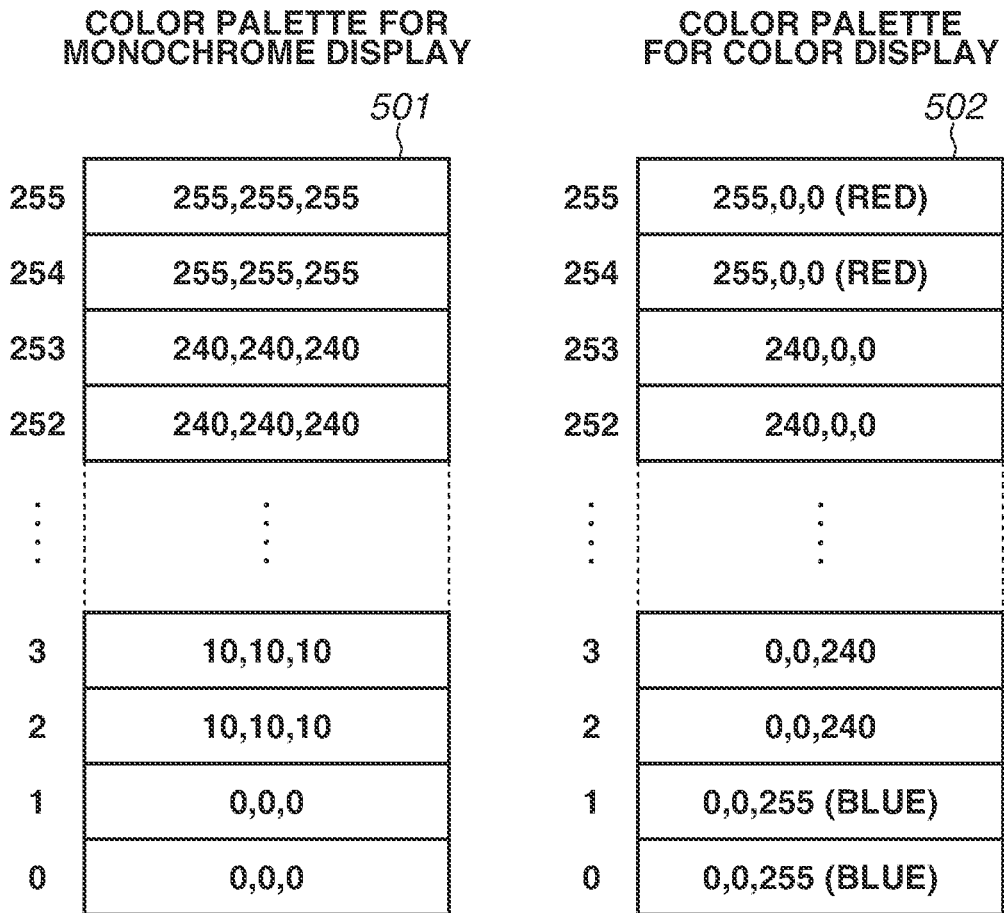 COLOR PALETTE FOR
MONOCHROME DISPLAY
501
255 255,255,255
254 255,255,255
253 240,240,240
252 240,240,240
3 10,10,10
2 10,10,10
1 0,0,0
0 0,0,0
COLOR PALETTE
FOR COLOR DISPLAY
502
255 255,0,0 (RED)
254 255,0,0 (RED)
253 240,0,0
252 240,0,0
3 0,0,240
2 0,0,240
1 0,0,255 (BLUE)
0 0,0,255 (BLUE)